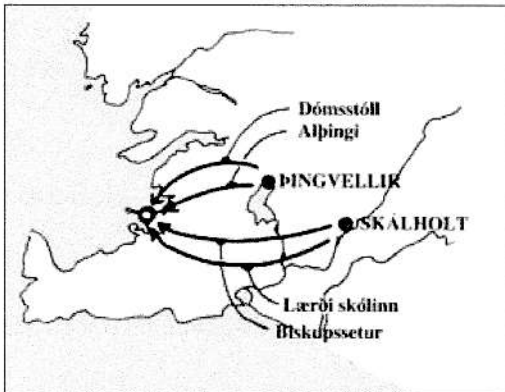 Dómsstóll
Alþingi
ÞINGVELLIR
SKÁLHOLT
Lærði skólinn
Biskupssetur